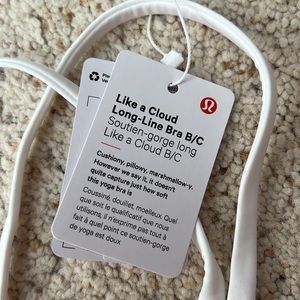 Like a Cloud
Long-Line Bra B/C
Soutien-gorge long
Like a Cloud B/C
Cushiony, pillowy, marshmallow-y.
However we say it, it doesn't
quite capture just how soft
this yoga bra is
Coussiné, douillet, moelleux. Quel
que soit le qualificatif que nous
utilisons, il n'exprime pas tout à
fait à quel point ce soutien-gorge
de yoga est doux